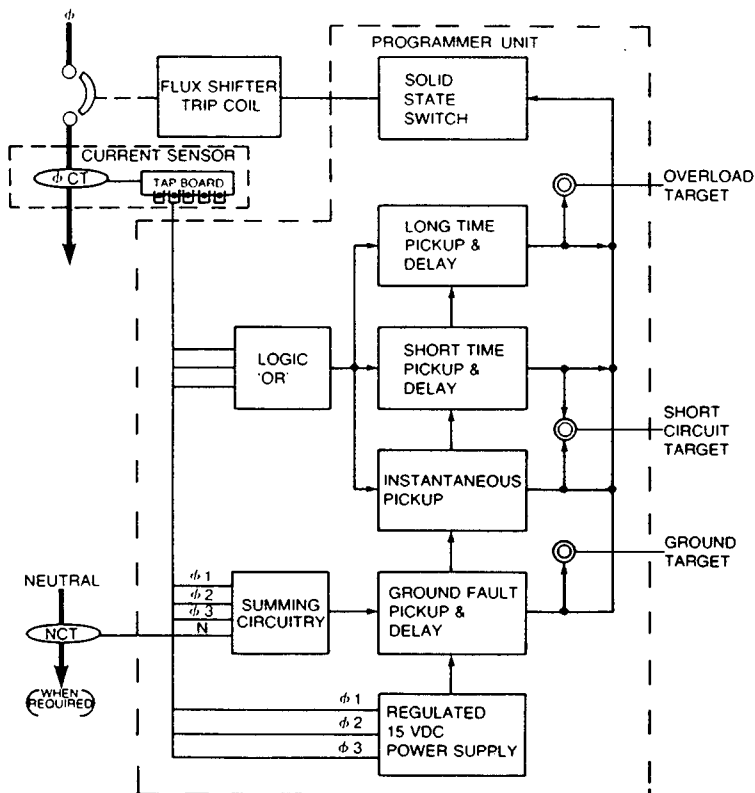 ϕ
PROGRAMMER UNIT
FLUX SHIFTER
TRIP COIL
SOLID
STATE
SWITCH
CURRENT SENSOR
ϕ CT
TAP BOARD
OVERLOAD
TARGET
LONG TIME
PICKUP &
DELAY
LOGIC
'OR'
SHORT TIME
PICKUP &
DELAY
SHORT
CIRCUIT
TARGET
INSTANTANEOUS
PICKUP
GROUND
TARGET
NEUTRAL
NCT
(WHEN
REQUIRED)
ϕ 1
ϕ 2
ϕ 3
N
SUMMING
CIRCUITRY
GROUND FAULT
PICKUP &
DELAY
ϕ 1
ϕ 2
ϕ 3
REGULATED
15 VDC
POWER SUPPLY